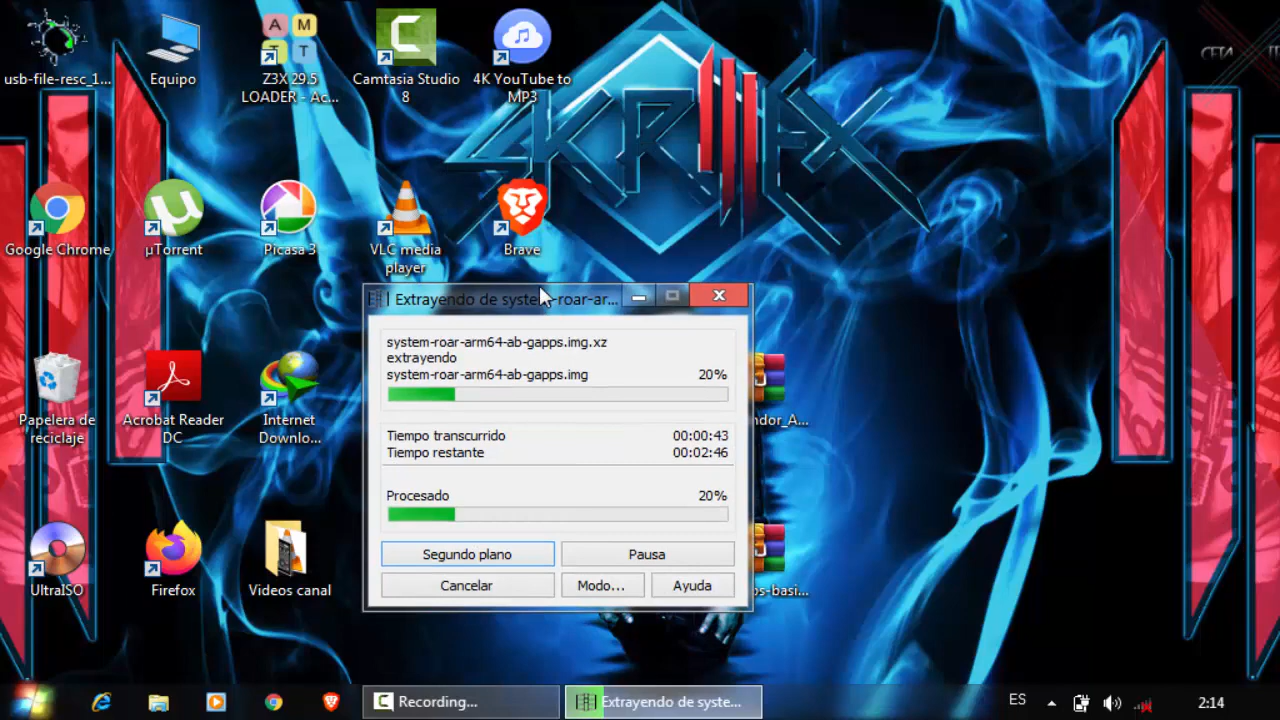 usb-file-resc_1...
Equipo
Z3X 29.5
LOADER - Ac...
Camtasia Studio
8
4K YouTube to
MP3
A M
T T
SKRILLEX
Google Chrome
µTorrent
Picasa 3
VLC media
player
Brave
Extrayendo de system-roar-ar...
system-roar-arm64-ab-gapps.img.xz
extrayendo
system-roar-arm64-ab-gapps.img 20%
Tiempo transcurrido 00:00:43
Tiempo restante 00:02:46
Procesado 20%
Segundo plano Pausa
Cancelar Modo... Ayuda
Papelera de
reciclaje
Acrobat Reader
DC
Internet
Downlo...
ndor_A...
UltraISO
Firefox
Videos canal
os-basi...
Recording...
Extrayendo de syste...
ES
2:14